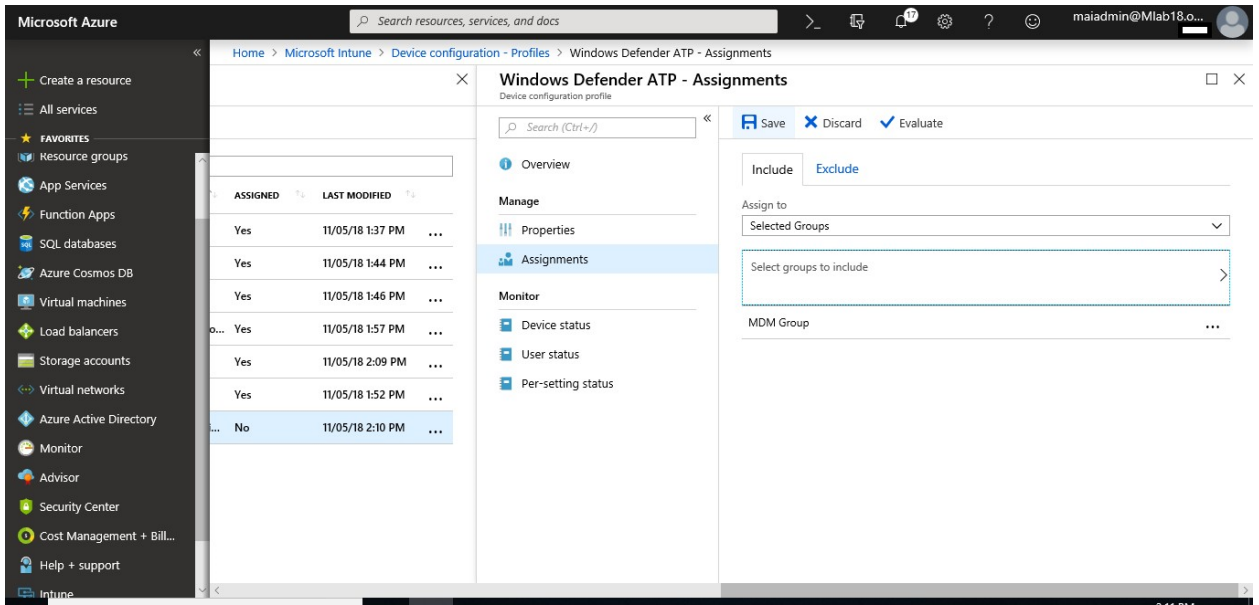 Microsoft Azure
Search resources, services, and docs
17
maiadmin@Mlab18.o...
Home > Microsoft Intune > Device configuration - Profiles > Windows Defender ATP - Assignments
Create a resource
All services
FAVORITES
Resource groups
App Services
Function Apps
SQL databases
Azure Cosmos DB
Virtual machines
Load balancers
Storage accounts
Virtual networks
Azure Active Directory
Monitor
Advisor
Security Center
Cost Management + Bill...
Help + support
Intune
ASSIGNED LAST MODIFIED
Yes 11/05/18 1:37 PM ...
Yes 11/05/18 1:44 PM ...
Yes 11/05/18 1:46 PM ...
o... Yes 11/05/18 1:57 PM ...
Yes 11/05/18 2:09 PM ...
Yes 11/05/18 1:52 PM ...
i... No 11/05/18 2:10 PM ...
Windows Defender ATP - Assignments
Device configuration profile
Search (Ctrl+/)
Overview
Manage
Properties
Assignments
Monitor
Device status
User status
Per-setting status
Save Discard Evaluate
Include Exclude
Assign to
Selected Groups
Select groups to include
MDM Group ...